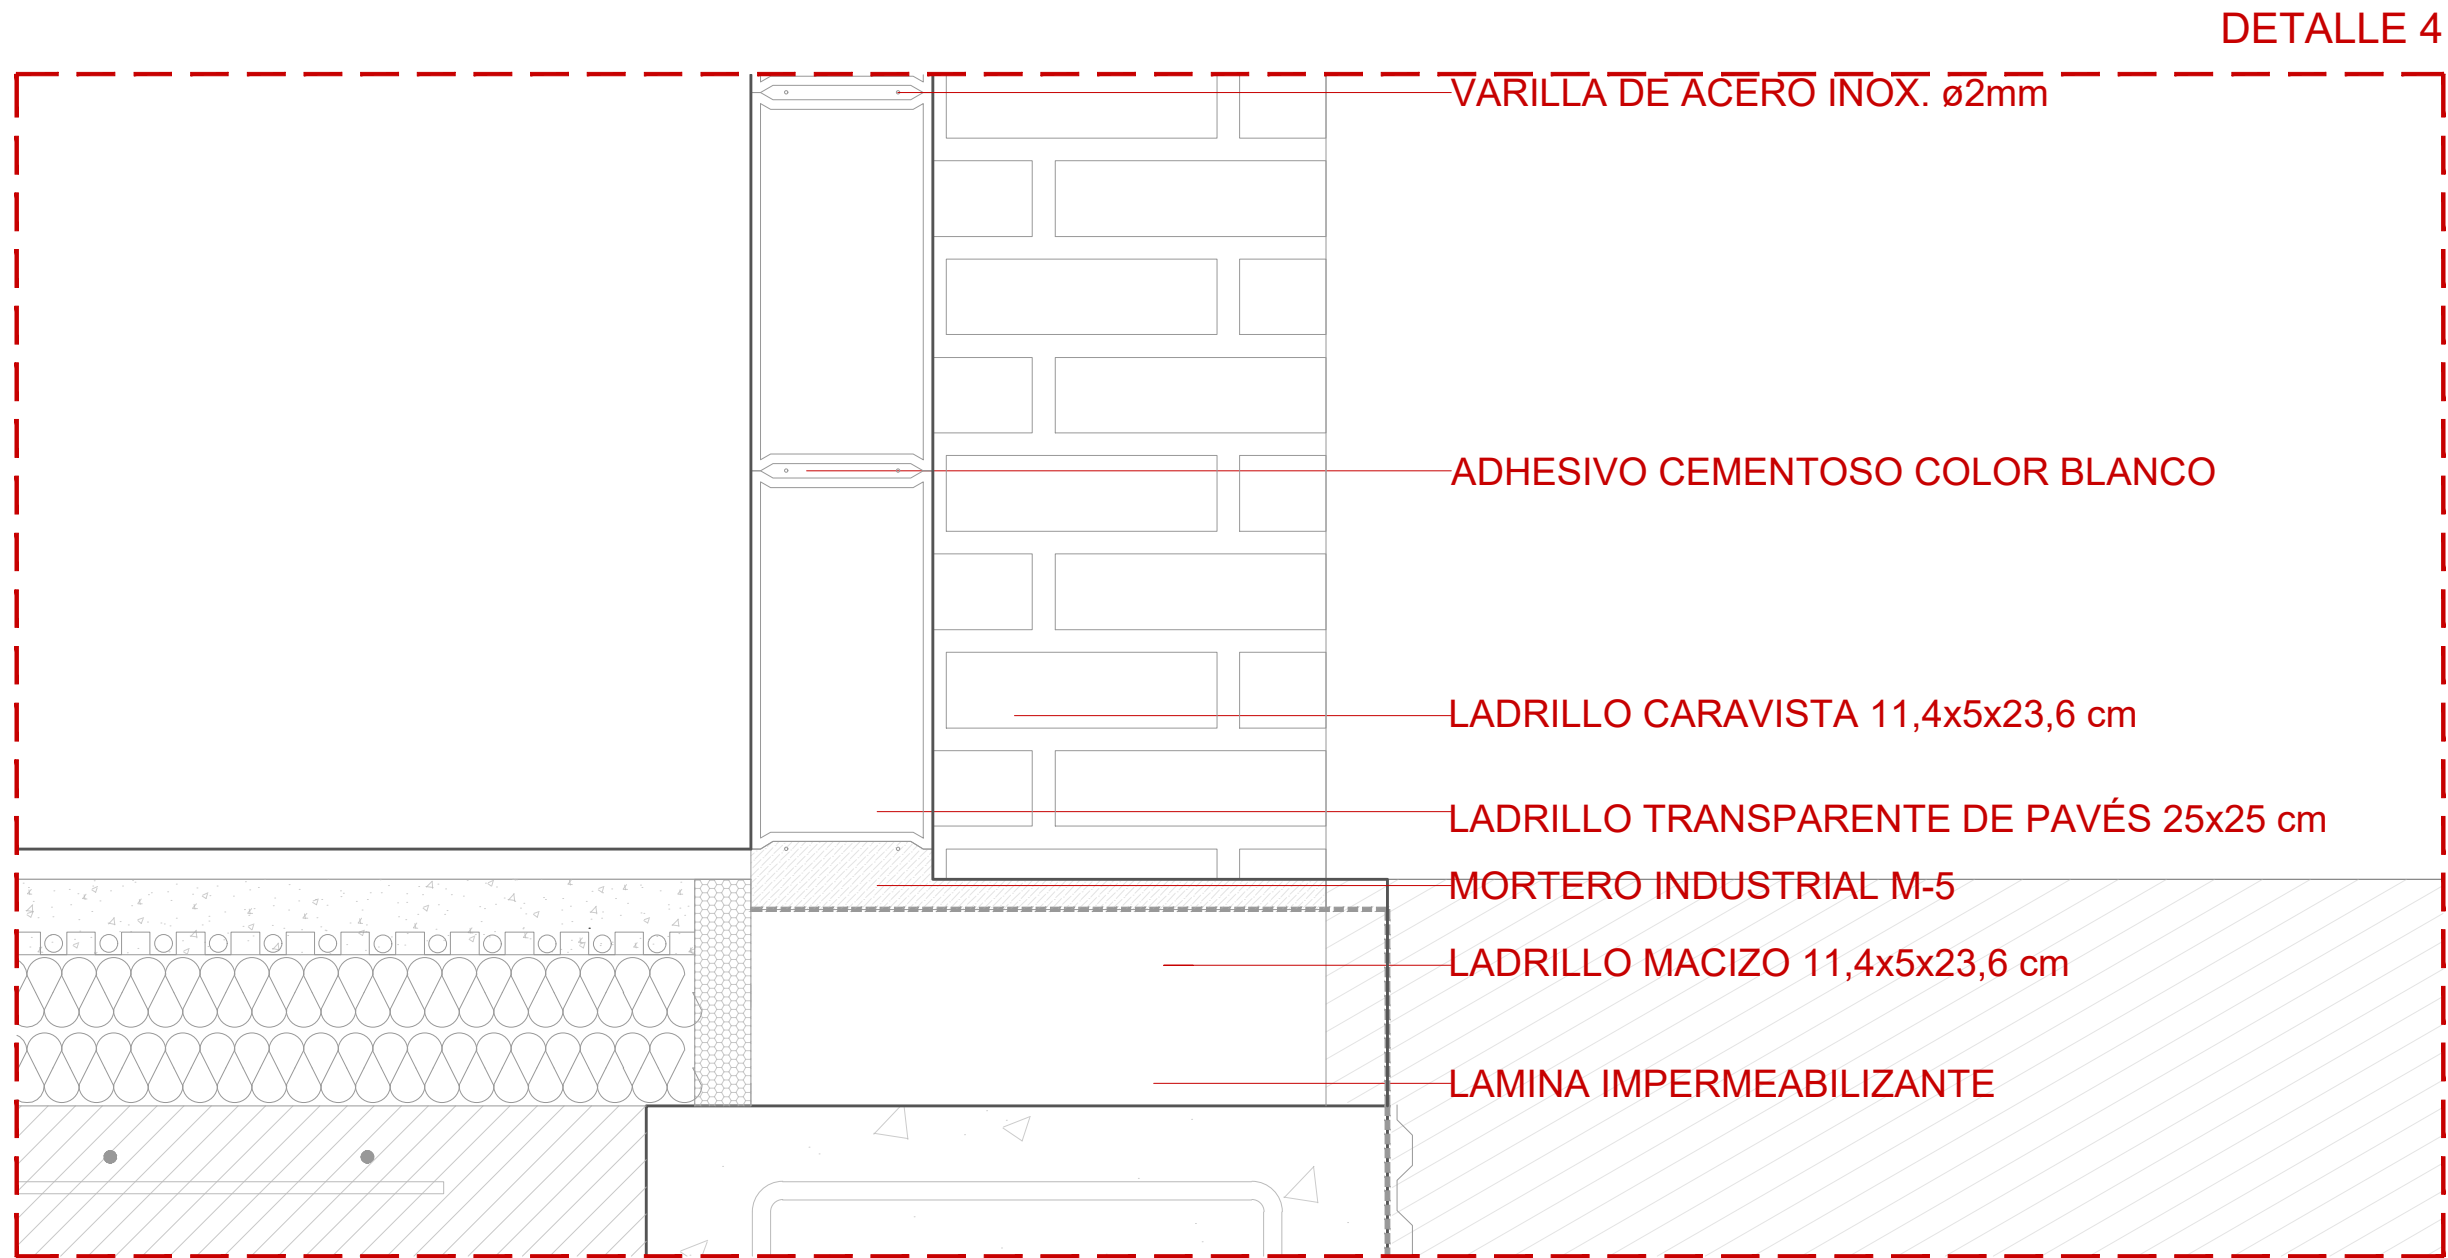 DETALLE 4
VARILLA DE ACERO INOX. ø2mm
ADHESIVO CEMENTOSO COLOR BLANCO
LADRILLO CARAVISTA 11,4x5x23,6 cm
LADRILLO TRANSPARENTE DE PAVÉS 25x25 cm
MORTERO INDUSTRIAL M-5
LADRILLO MACIZO 11,4x5x23,6 cm
LAMINA IMPERMEABILIZANTE